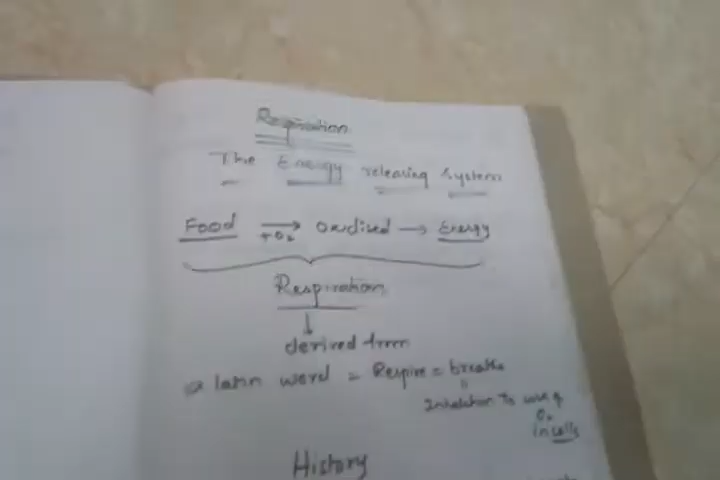 Respiration
The Energy releasing System
Food +O₂ → Oxidised → Energy
Respiration
↓
derived from
a latin word = Respire = breathe
Inhalation To use of
O₂
in cells
History